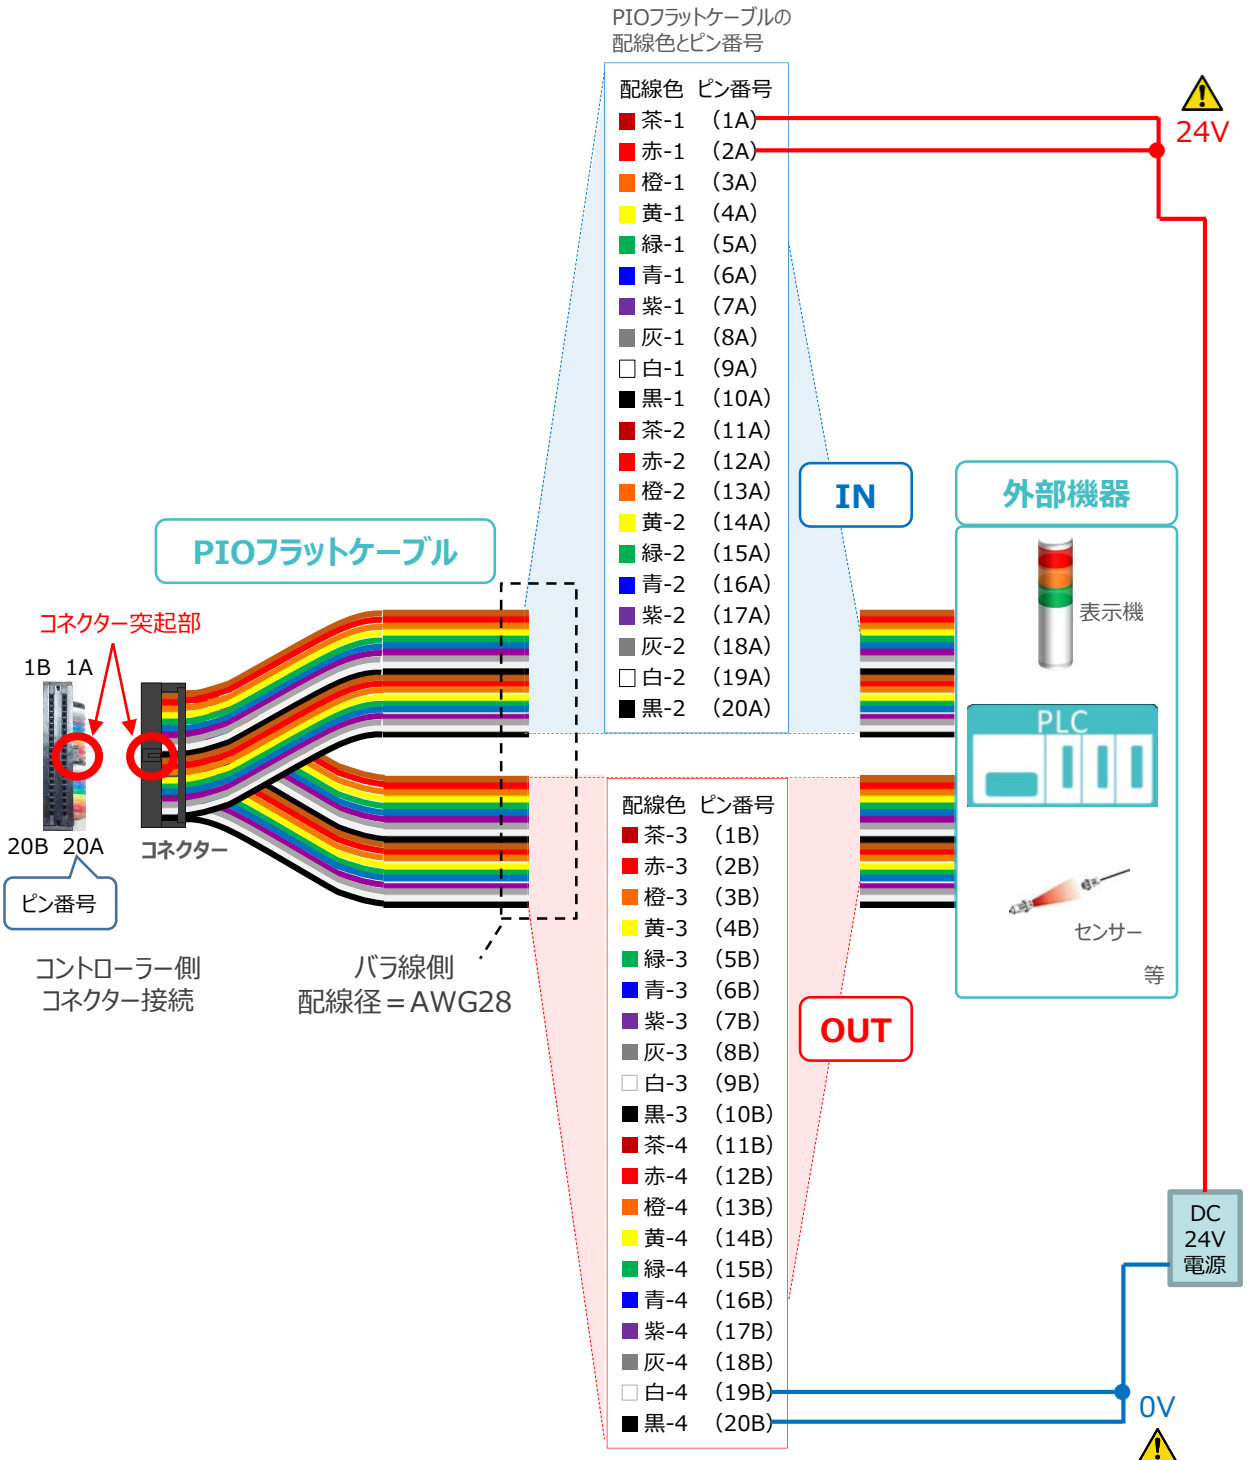 PIOフラットケーブルの
配線色とピン番号
配線色 ピン番号
茶-1 (1A)
赤-1 (2A)
橙-1 (3A)
黄-1 (4A)
緑-1 (5A)
青-1 (6A)
紫-1 (7A)
灰-1 (8A)
白-1 (9A)
黒-1 (10A)
茶-2 (11A)
赤-2 (12A)
橙-2 (13A)
黄-2 (14A)
緑-2 (15A)
青-2 (16A)
紫-2 (17A)
灰-2 (18A)
白-2 (19A)
黒-2 (20A)
24V
IN
外部機器
表示機
PLC
センサー
等
PIOフラットケーブル
コネクター突起部
1B 1A
20B 20A
ピン番号
コネクター
コントローラー側
コネクター接続
バラ線側
配線径=AWG28
配線色 ピン番号
茶-3 (1B)
赤-3 (2B)
橙-3 (3B)
黄-3 (4B)
緑-3 (5B)
青-3 (6B)
紫-3 (7B)
灰-3 (8B)
白-3 (9B)
黒-3 (10B)
茶-4 (11B)
赤-4 (12B)
橙-4 (13B)
黄-4 (14B)
緑-4 (15B)
青-4 (16B)
紫-4 (17B)
灰-4 (18B)
白-4 (19B)
黒-4 (20B)
OUT
DC
24V
電源
0V